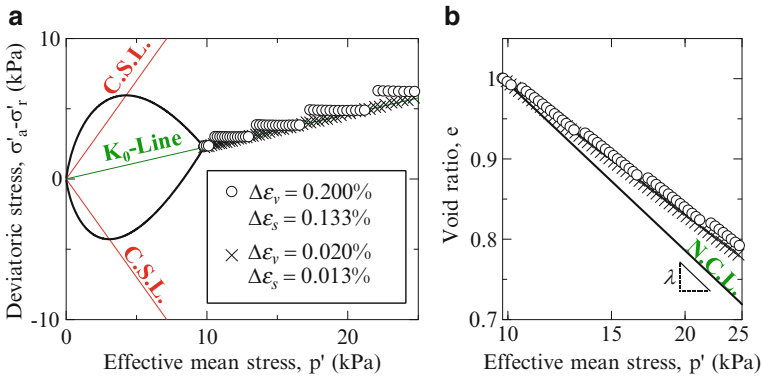 a
Deviatoric stress, σ'ₐ-σ'ᵣ (kPa)
10
0
-10
0
10
20
Effective mean stress, p' (kPa)
C.S.L.
K₀-Line
C.S.L.
○ Δεᵥ = 0.200%
Δεₛ = 0.133%
× Δεᵥ = 0.020%
Δεₛ = 0.013%
b
Void ratio, e
1
0.9
0.8
0.7
10
15
20
25
Effective mean stress, p' (kPa)
N.C.L.
λ